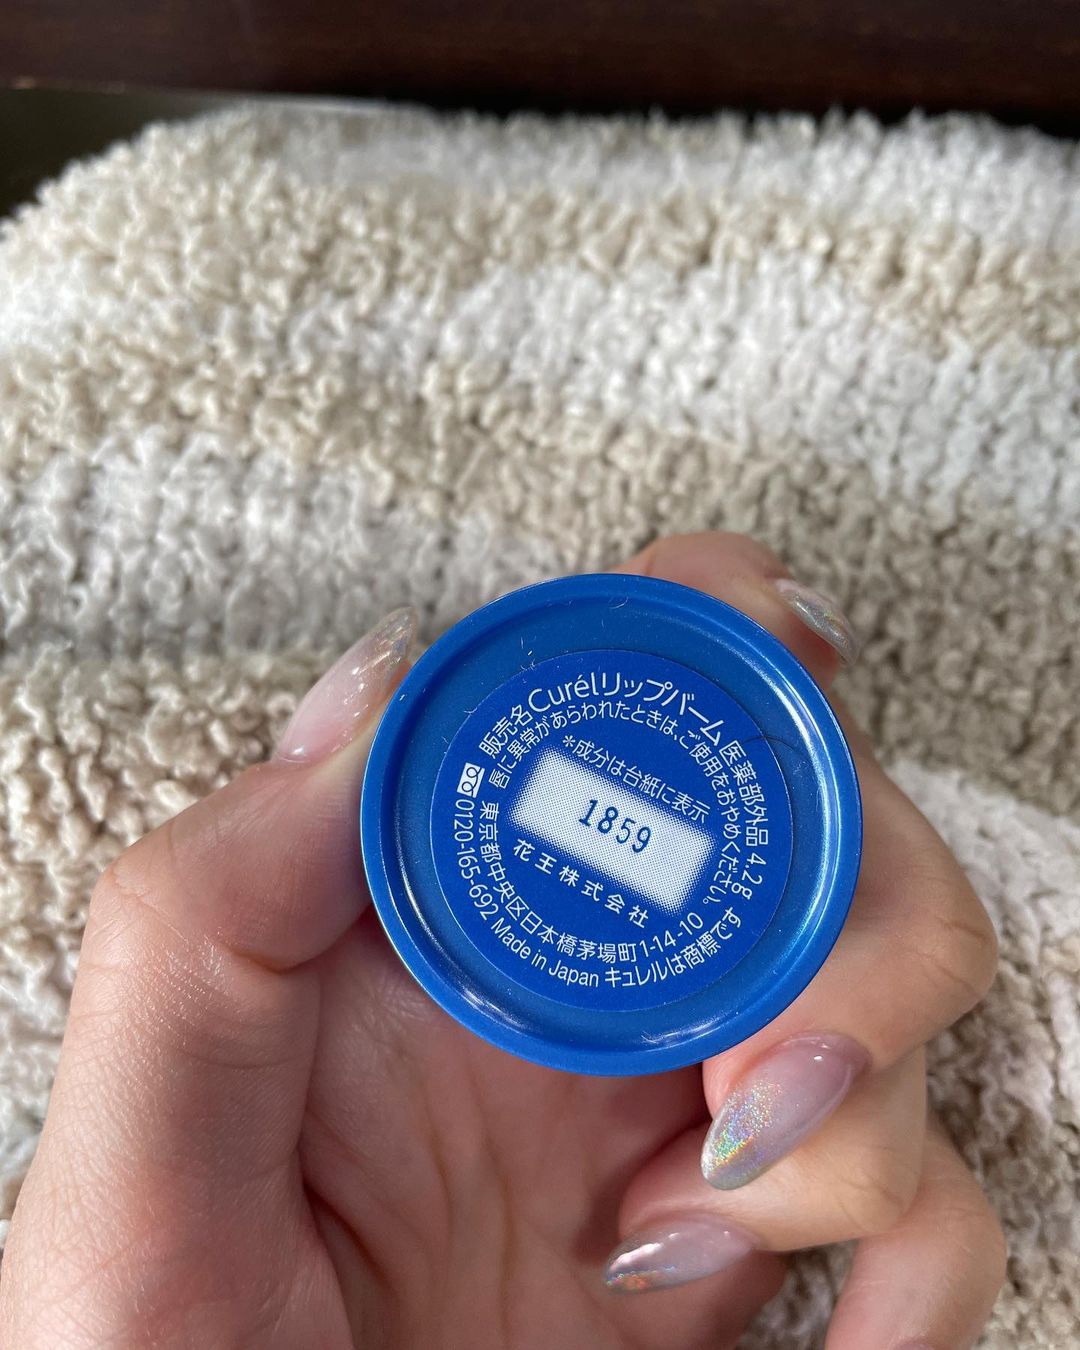 販売名Curélリップバーム 医薬部外品 4.2g
唇に異常があらわれたときは、ご使用をおやめください。
*成分は台紙に表示
1859
花王株式会社
東京都中央区日本橋茅場町1-14-10
0120-165-692 Made in Japan キュレルは商標です